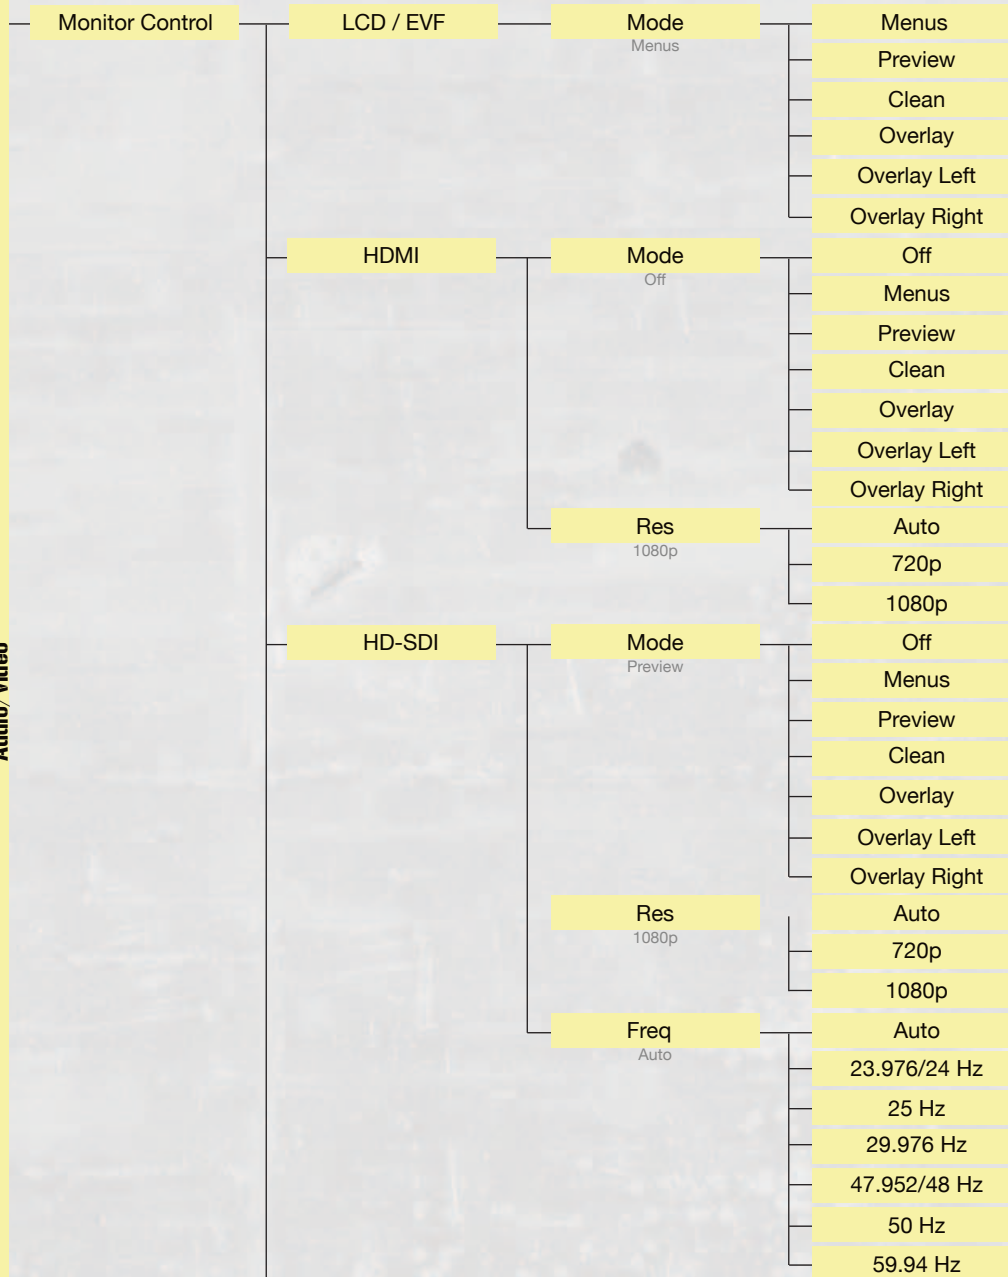 Monitor Control
LCD / EVF
Mode
Menus
Menus
Preview
Clean
Overlay
Overlay Left
Overlay Right
HDMI
Mode
Off
Off
Menus
Preview
Clean
Overlay
Overlay Left
Overlay Right
Res
1080p
Auto
720p
1080p
Audio/ Video
HD-SDI
Mode
Preview
Off
Menus
Preview
Clean
Overlay
Overlay Left
Overlay Right
Res
1080p
Auto
720p
1080p
Freq
Auto
Auto
23.976/24 Hz
25 Hz
29.976 Hz
47.952/48 Hz
50 Hz
59.94 Hz